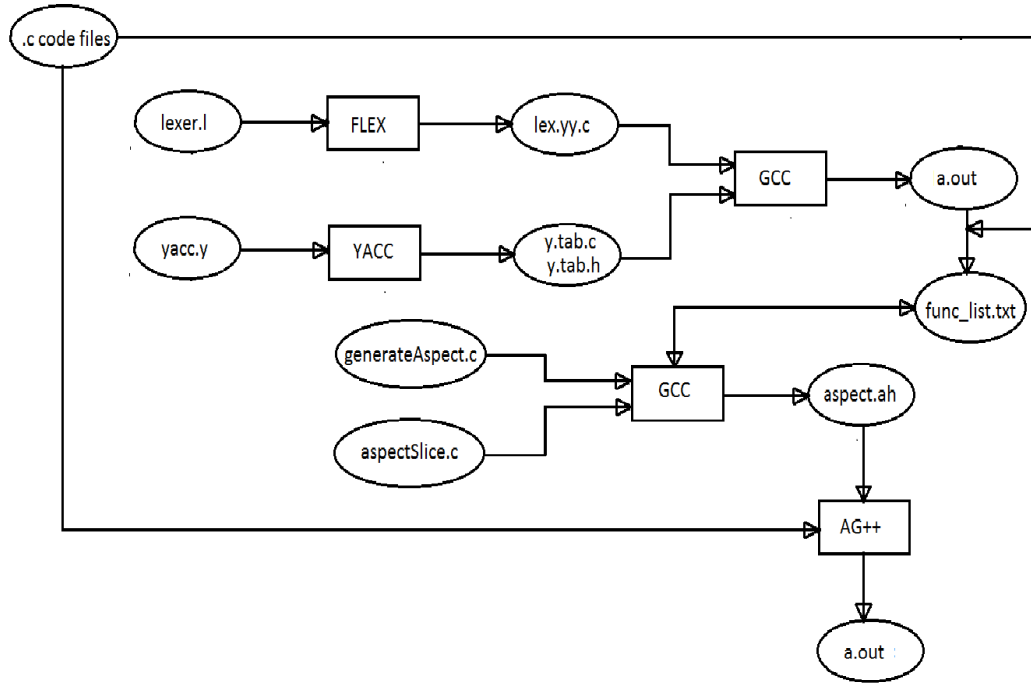 .c code files
lexer.l
FLEX
lex.yy.c
GCC
a.out
yacc.y
YACC
y.tab.c
y.tab.h
func_list.txt
generateAspect.c
GCC
aspect.ah
aspectSlice.c
AG++
a.out